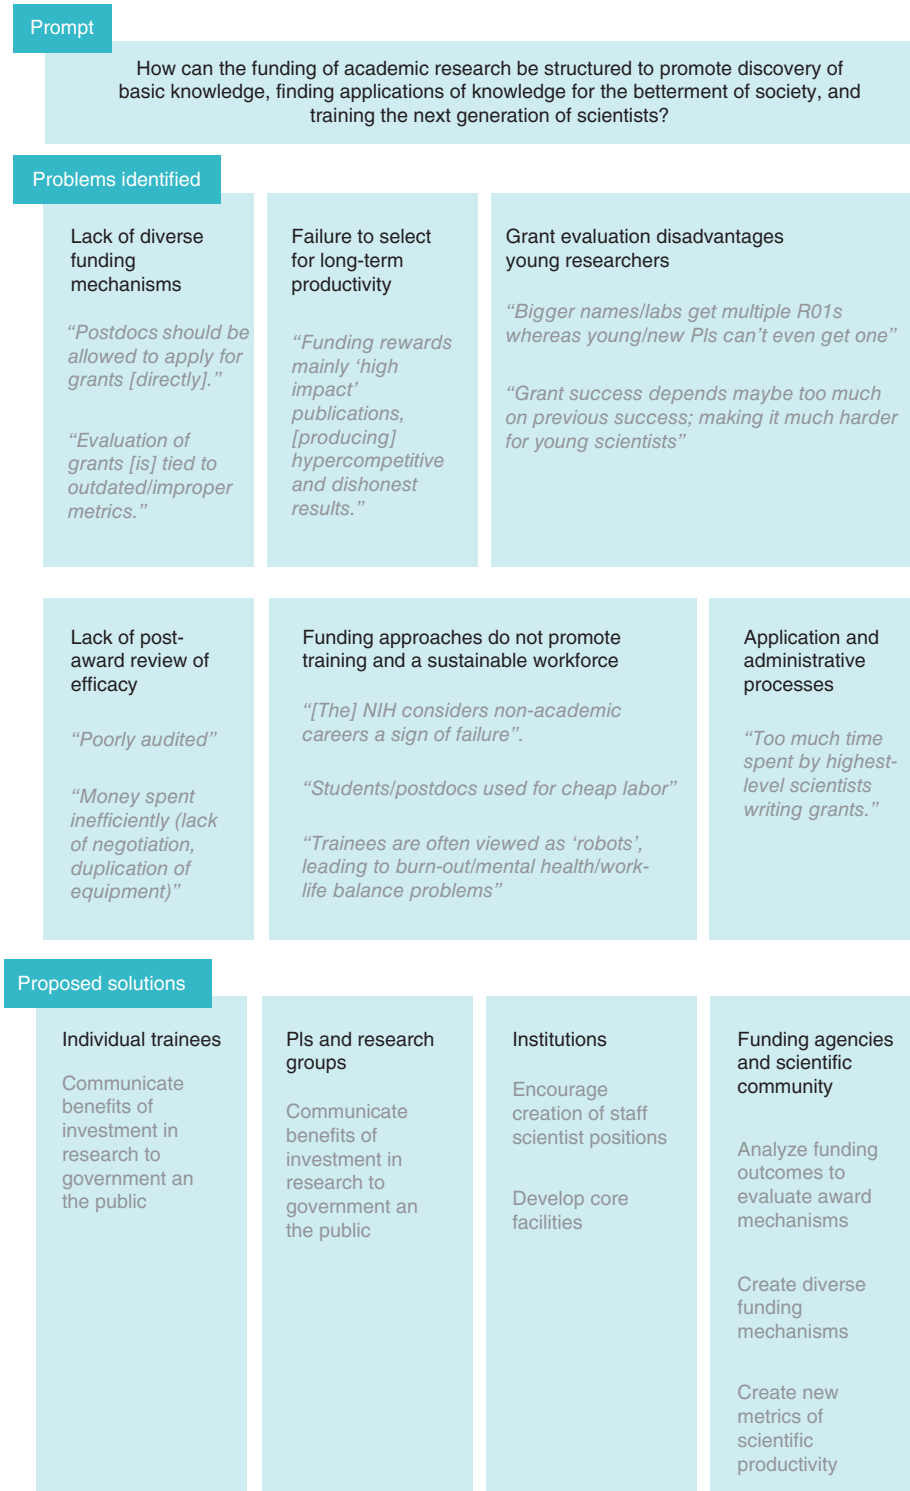 Prompt
How can the funding of academic research be structured to promote discovery of
basic knowledge, finding applications of knowledge for the betterment of society, and
training the next generation of scientists?
Problems identified
Lack of diverse
funding
mechanisms
“Postdocs should be
allowed to apply for
grants [directly].”
“Evaluation of
grants [is] tied to
outdated/improper
metrics.”
Failure to select
for long-term
productivity
“Funding rewards
mainly ‘high
impact’
publications,
[producing]
hypercompetitive
and dishonest
results.”
Grant evaluation disadvantages
young researchers
“Bigger names/labs get multiple R01s
whereas young/new PIs can’t even get one”
“Grant success depends maybe too much
on previous success; making it much harder
for young scientists”
Lack of post-
award review of
efficacy
“Poorly audited”
“Money spent
inefficiently (lack
of negotiation,
duplication of
equipment)”
Funding approaches do not promote
training and a sustainable workforce
“[The] NIH considers non-academic
careers a sign of failure”.
“Students/postdocs used for cheap labor”
“Trainees are often viewed as ‘robots’,
leading to burn-out/mental health/work-
life balance problems”
Application and
administrative
processes
“Too much time
spent by highest-
level scientists
writing grants.”
Proposed solutions
Individual trainees
Communicate
benefits of
investment in
research to
government an
the public
PIs and research
groups
Communicate
benefits of
investment in
research to
government an
the public
Institutions
Encourage
creation of staff
scientist positions
Develop core
facilities
Funding agencies
and scientific
community
Analyze funding
outcomes to
evaluate award
mechanisms
Create diverse
funding
mechanisms
Create new
metrics of
scientific
productivity